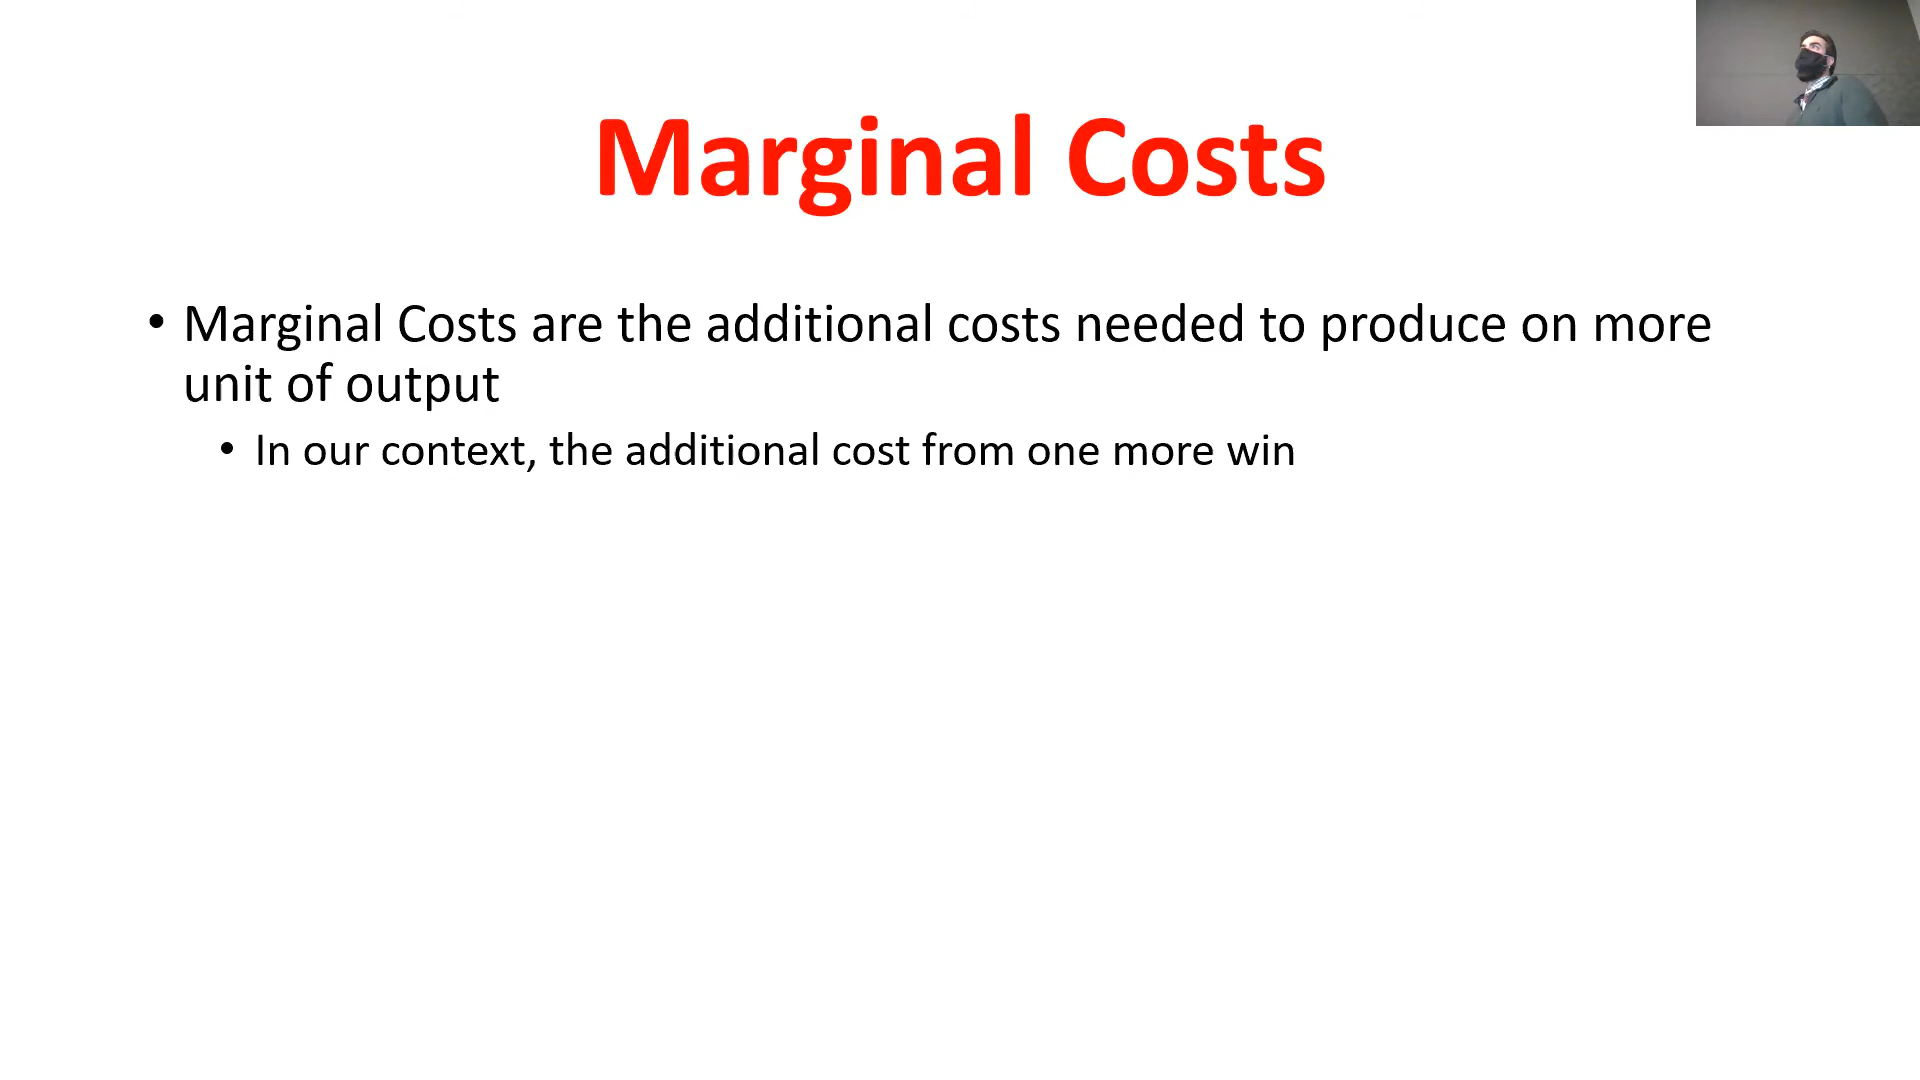 Marginal Costs
• Marginal Costs are the additional costs needed to produce on more
unit of output
• In our context, the additional cost from one more win